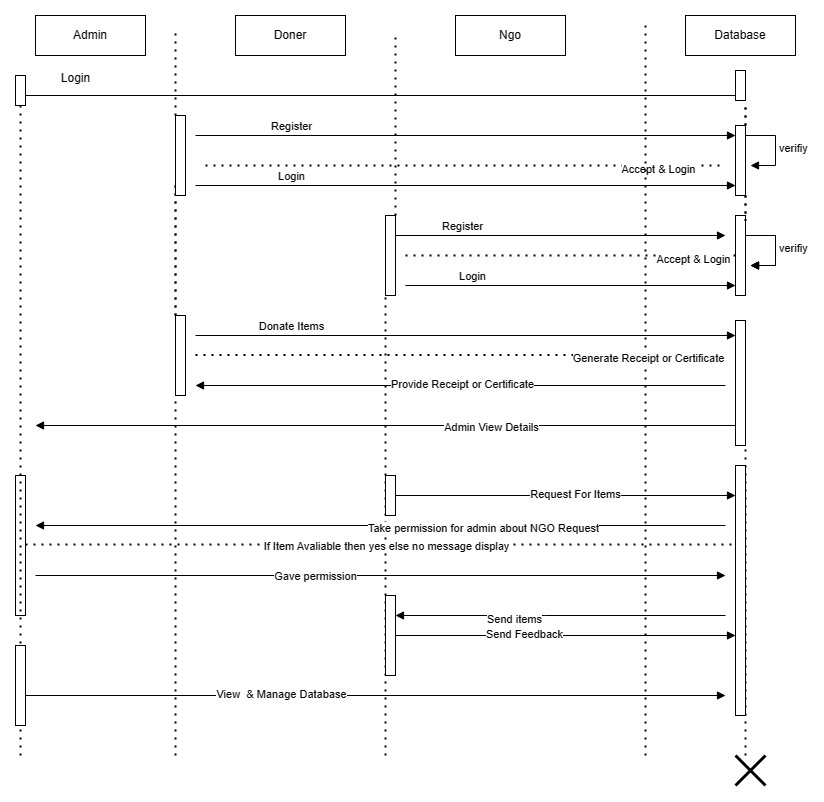 Admin
Doner
Ngo
Database
Login
Register
verifiy
Accept & Login
Login
Register
verifiy
Accept & Login
Login
Donate Items
Generate Receipt or Certificate
Provide Receipt or Certificate
Admin View Details
Request For Items
Take permission for admin about NGO Request
If Item Avaliable then yes else no message display
Gave permission
Send items
Send Feedback
View & Manage Database